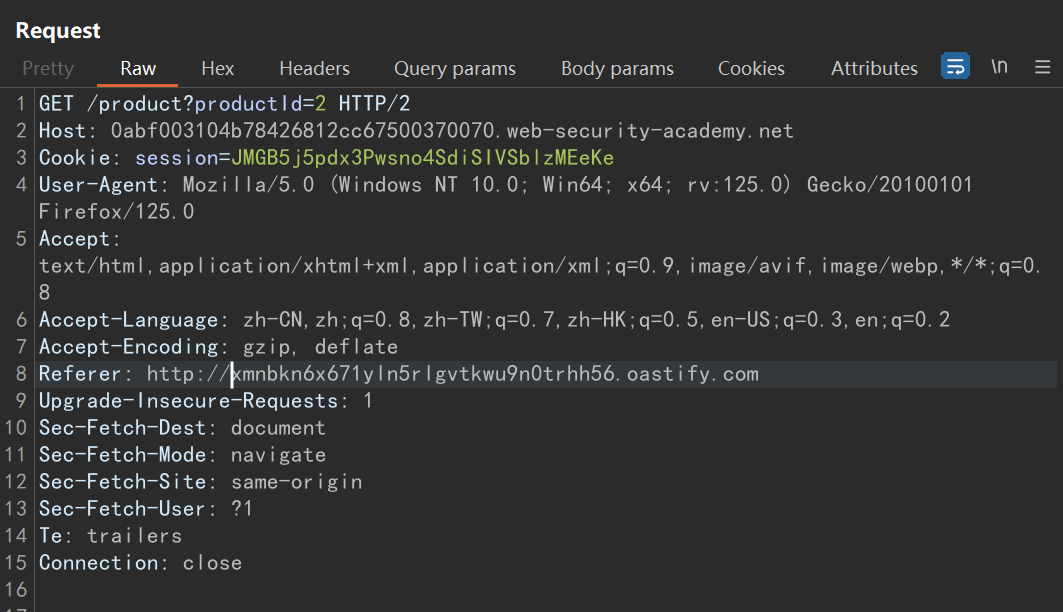 Request
Pretty Raw Hex Headers Query params Body params Cookies Attributes \n
1 GET /product?productId=2 HTTP/2
2 Host: 0abf003104b78426812cc67500370070.web-security-academy.net
3 Cookie: session=JMGB5j5pdx3Pwsno4SdiSIVSbIzMEeKe
4 User-Agent: Mozilla/5.0 (Windows NT 10.0; Win64; x64; rv:125.0) Gecko/20100101
Firefox/125.0
5 Accept:
text/html,application/xhtml+xml,application/xml;q=0.9,image/avif,image/webp,*/*;q=0.
8
6 Accept-Language: zh-CN,zh;q=0.8,zh-TW;q=0.7,zh-HK;q=0.5,en-US;q=0.3,en;q=0.2
7 Accept-Encoding: gzip, deflate
8 Referer: http://xmnbkn6x671yln5rlgvtkwu9n0trhh56.oastify.com
9 Upgrade-Insecure-Requests: 1
10 Sec-Fetch-Dest: document
11 Sec-Fetch-Mode: navigate
12 Sec-Fetch-Site: same-origin
13 Sec-Fetch-User: ?1
14 Te: trailers
15 Connection: close
16